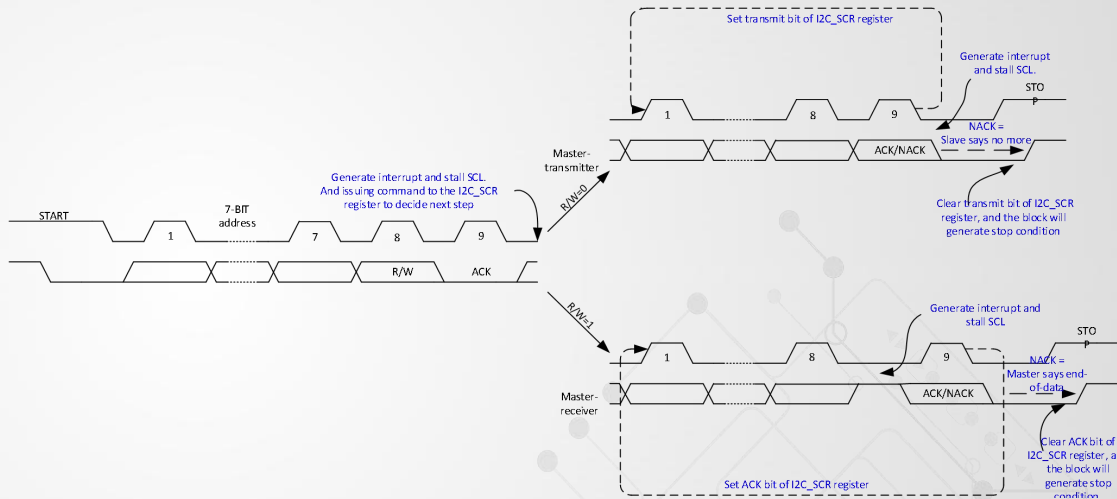 Set transmit bit of I2C_SCR register
Generate interrupt
and stall SCL.
STO
P
1
8
9
NACK =
Slave says no more
Master-
transmitter
ACK/NACK
Generate interrupt and stall SCL.
And issuing command to the I2C_SCR
register to decide next step
R/W=0
Clear transmit bit of I2C_SCR
register, and the block will
generate stop condition
START
7-BIT
address
1
7
8
9
R/W
ACK
R/W=1
Generate interrupt and
stall SCL
STO
P
1
8
9
NACK =
Master says end-
of-data
Master-
receiver
ACK/NACK
Clear ACK bit of
I2C_SCR register, a
the block will
generate stop
condition
Set ACK bit of I2C_SCR register